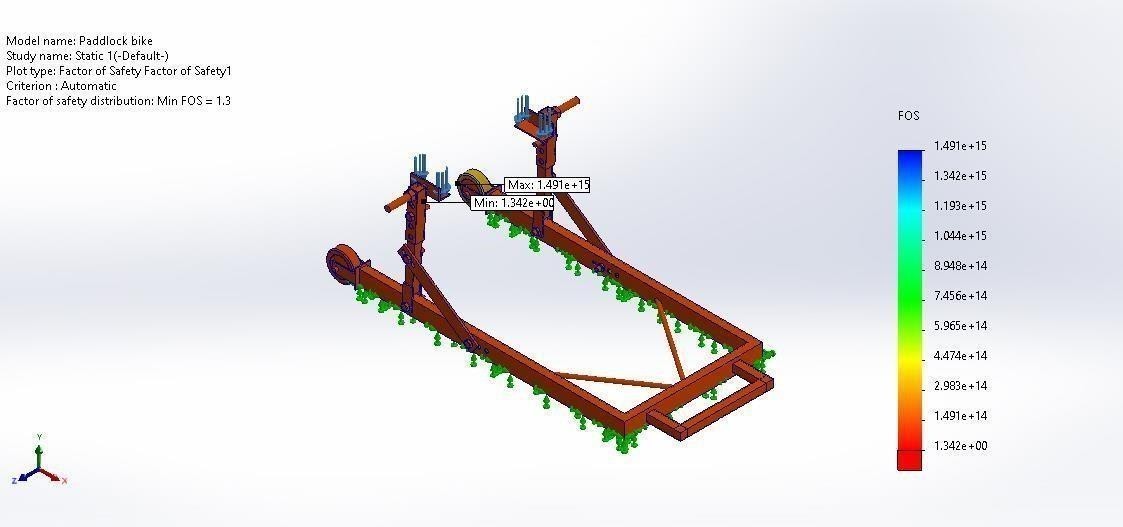 Model name: Paddlock bike
Study name: Static 1(-Default-)
Plot type: Factor of Safety Factor of Safety1
Criterion : Automatic
Factor of safety distribution: Min FOS = 1.3
FOS
1.491e+15
1.342e+15
1.193e+15
1.044e+15
8.948e+14
7.456e+14
5.965e+14
4.474e+14
2.983e+14
1.491e+14
1.342e+00
Max: 1.491e+15
Min: 1.342e+00
Y
Z
X